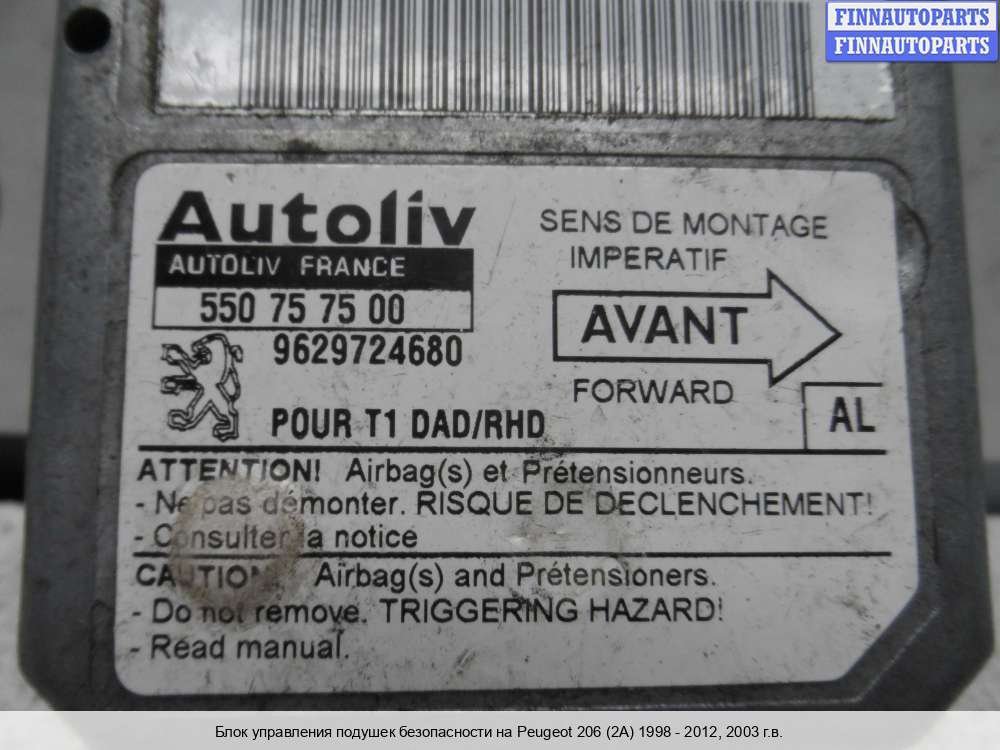 FINNAUTOPARTS
FINNAUTOPARTS
Autoliv
AUTOLIV FRANCE
550 75 75 00
9629724680
POUR T1 DAD/RHD
SENS DE MONTAGE
IMPERATIF
AVANT
FORWARD
AL
ATTENTION! Airbag(s) et Prétensionneurs.
- Ne pas démonter. RISQUE DE DECLENCHEMENT!
- Consulter la notice
CAUTION! Airbag(s) and Prétensioners.
- Do not remove. TRIGGERING HAZARD!
- Read manual.
Блок управления подушек безопасности на Peugeot 206 (2A) 1998 - 2012, 2003 г.в.